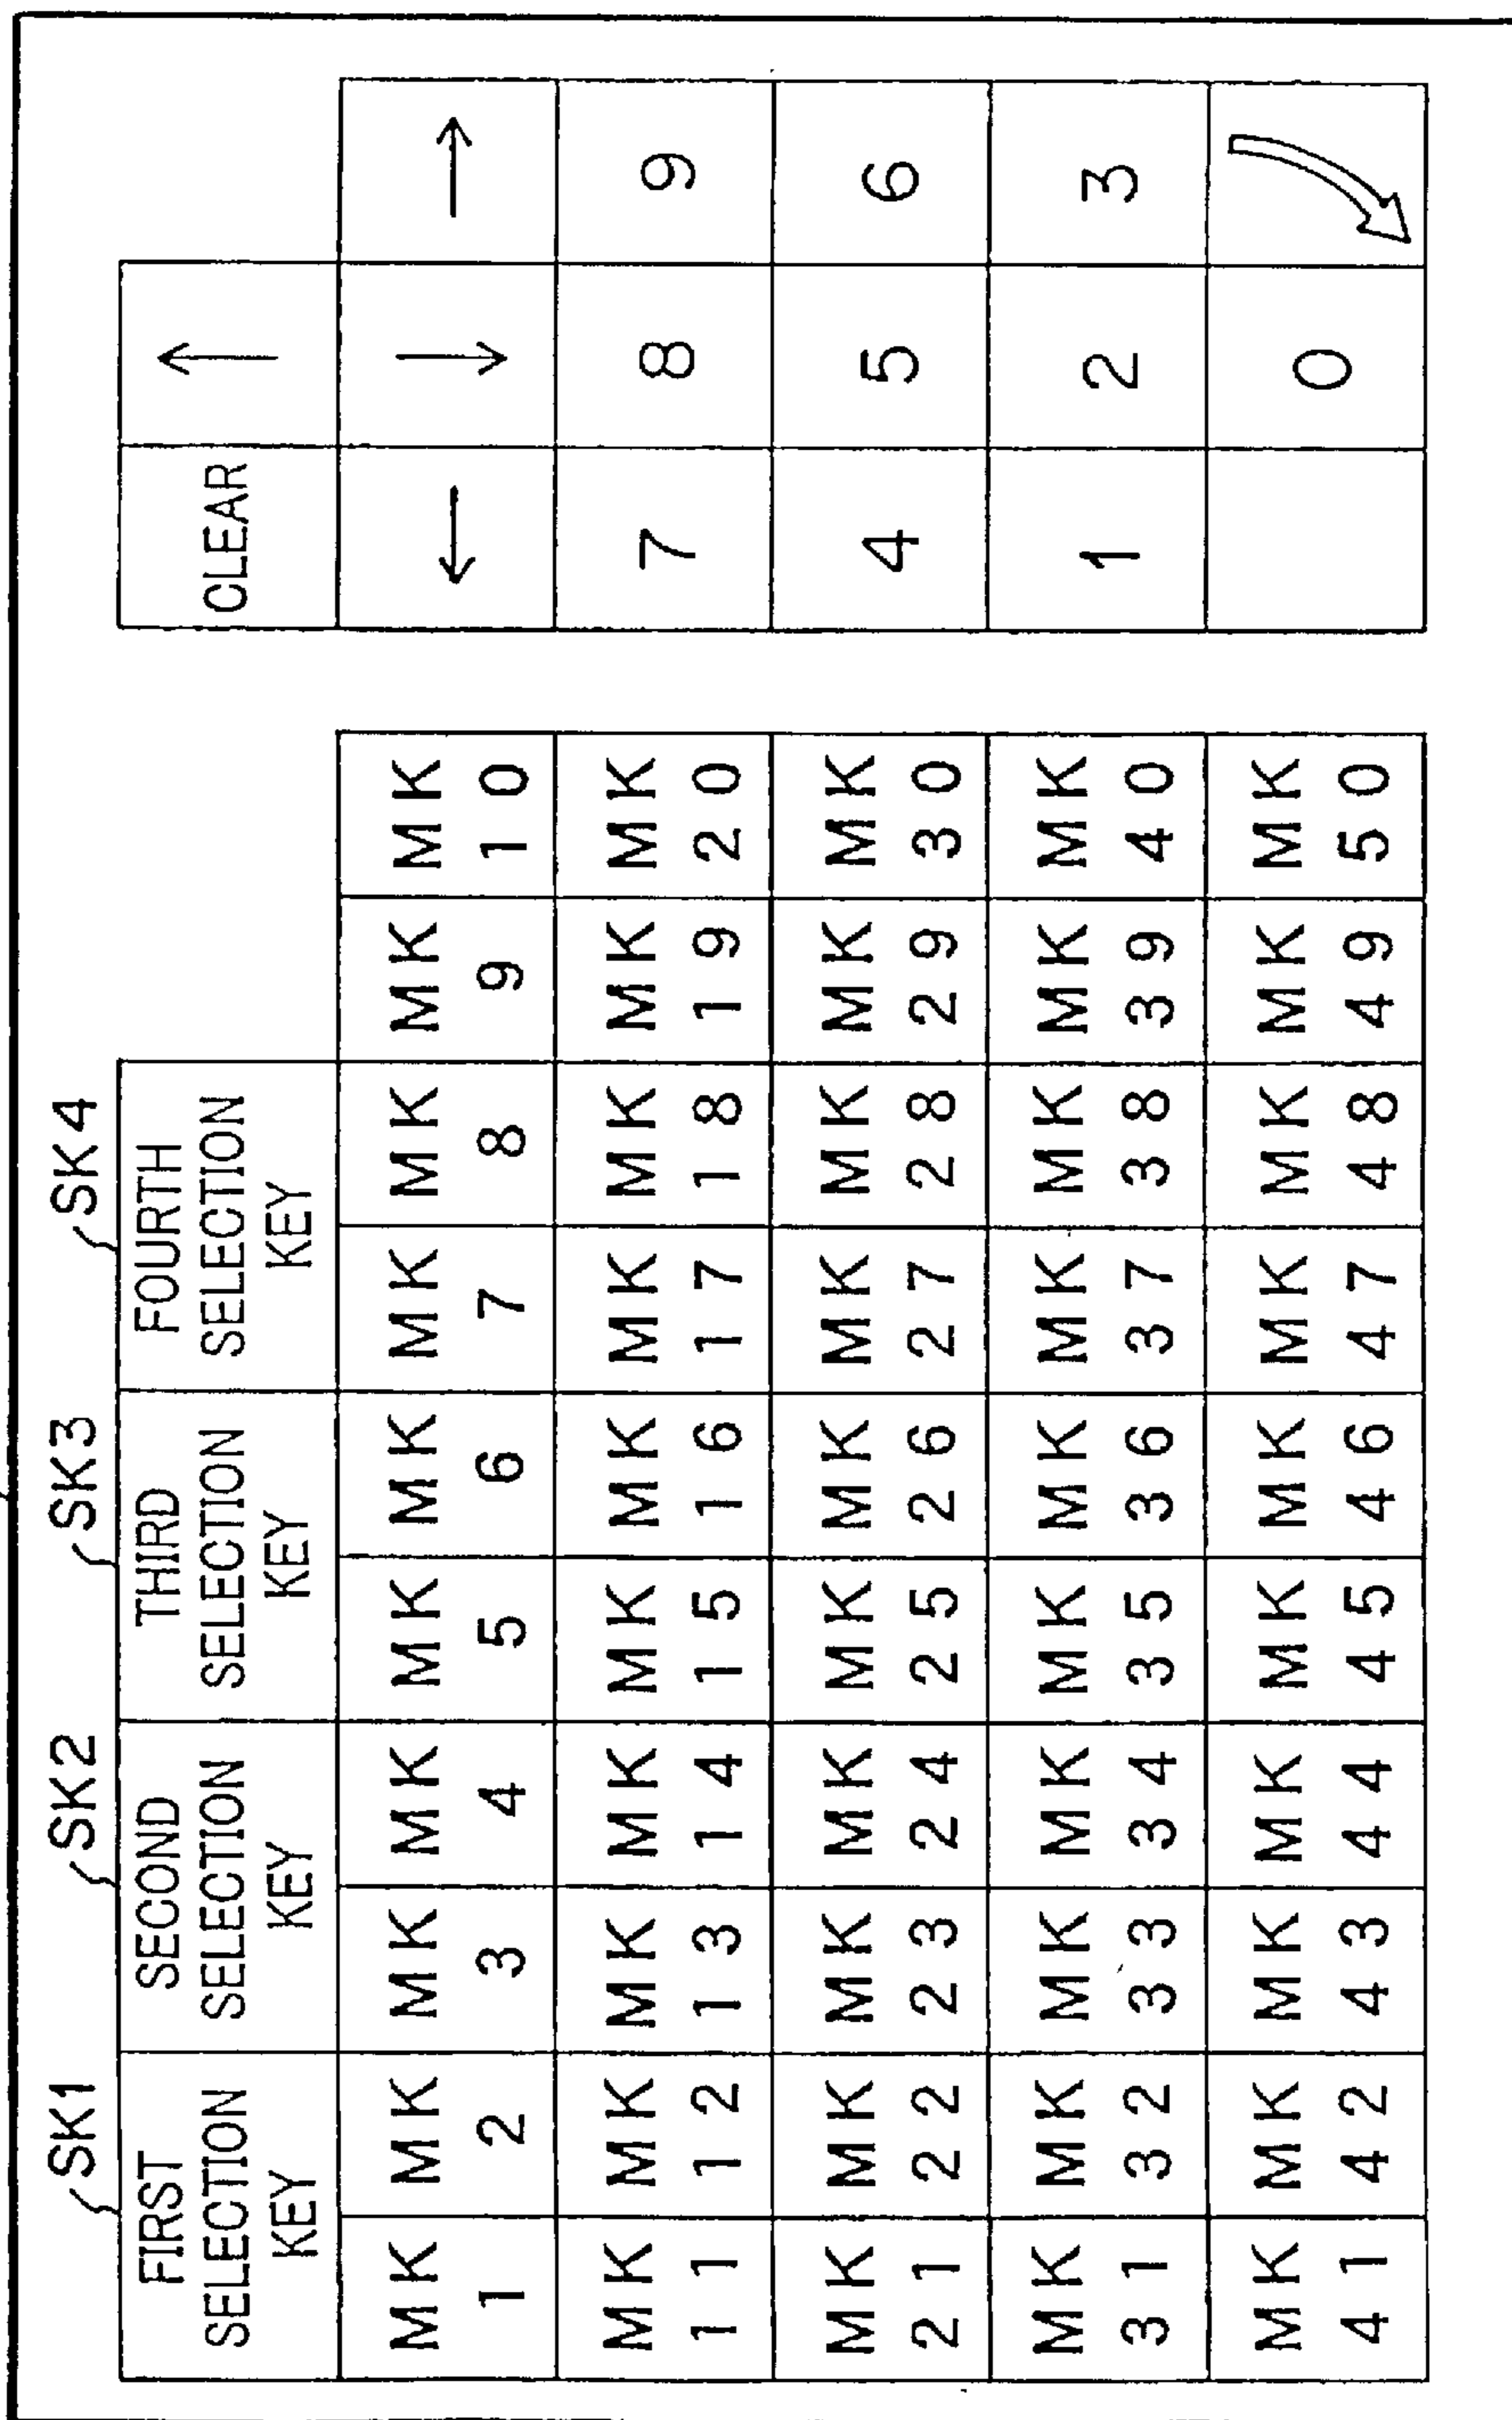 SK1 SK2 SK3 SK4
FIRST SELECTION KEY SECOND SELECTION KEY THIRD SELECTION KEY FOURTH SELECTION KEY
MK 1 MK 2 MK 3 MK 4 MK 5 MK 6 MK 7 MK 8 MK 9 MK 10
MK 11 MK 12 MK 13 MK 14 MK 15 MK 16 MK 17 MK 18 MK 19 MK 20
MK 21 MK 22 MK 23 MK 24 MK 25 MK 26 MK 27 MK 28 MK 29 MK 30
MK 31 MK 32 MK 33 MK 34 MK 35 MK 36 MK 37 MK 38 MK 39 MK 40
MK 41 MK 42 MK 43 MK 44 MK 45 MK 46 MK 47 MK 48 MK 49 MK 50
CLEAR ↑
← ↓ →
7 8 9
4 5 6
1 2 3
0